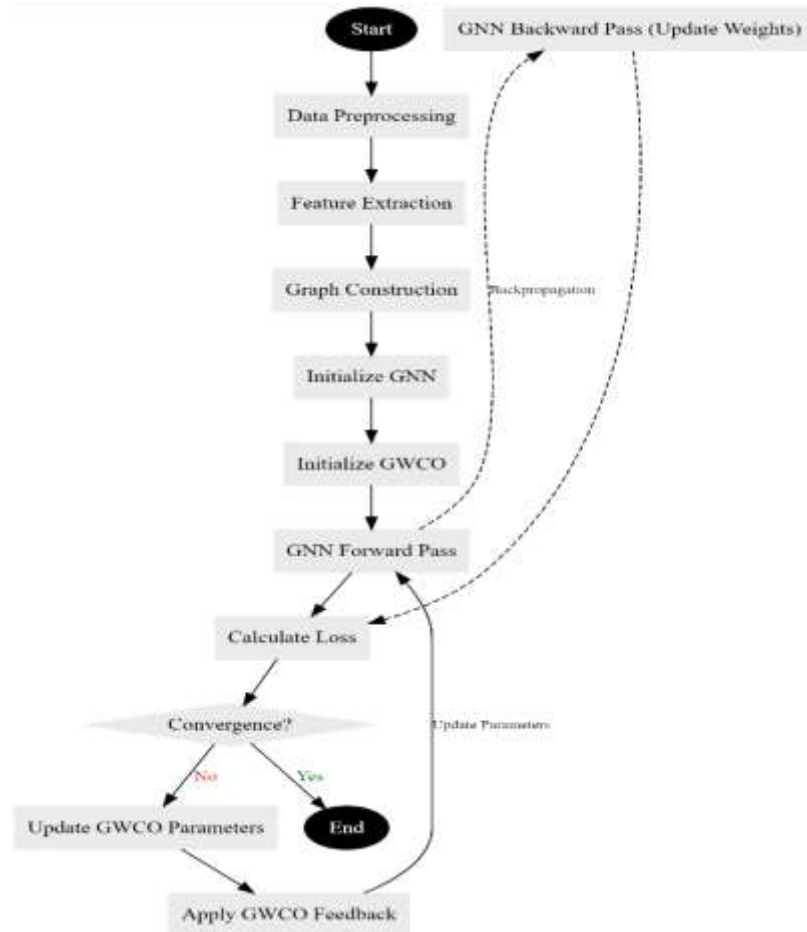 Start
GNN Backward Pass (Update Weights)
Data Preprocessing
Feature Extraction
Graph Construction
Backpropagation
Initialize GNN
Initialize GWCO
GNN Forward Pass
Calculate Loss
Convergence?
Update Parameters
No
Yes
Update GWCO Parameters
End
Apply GWCO Feedback